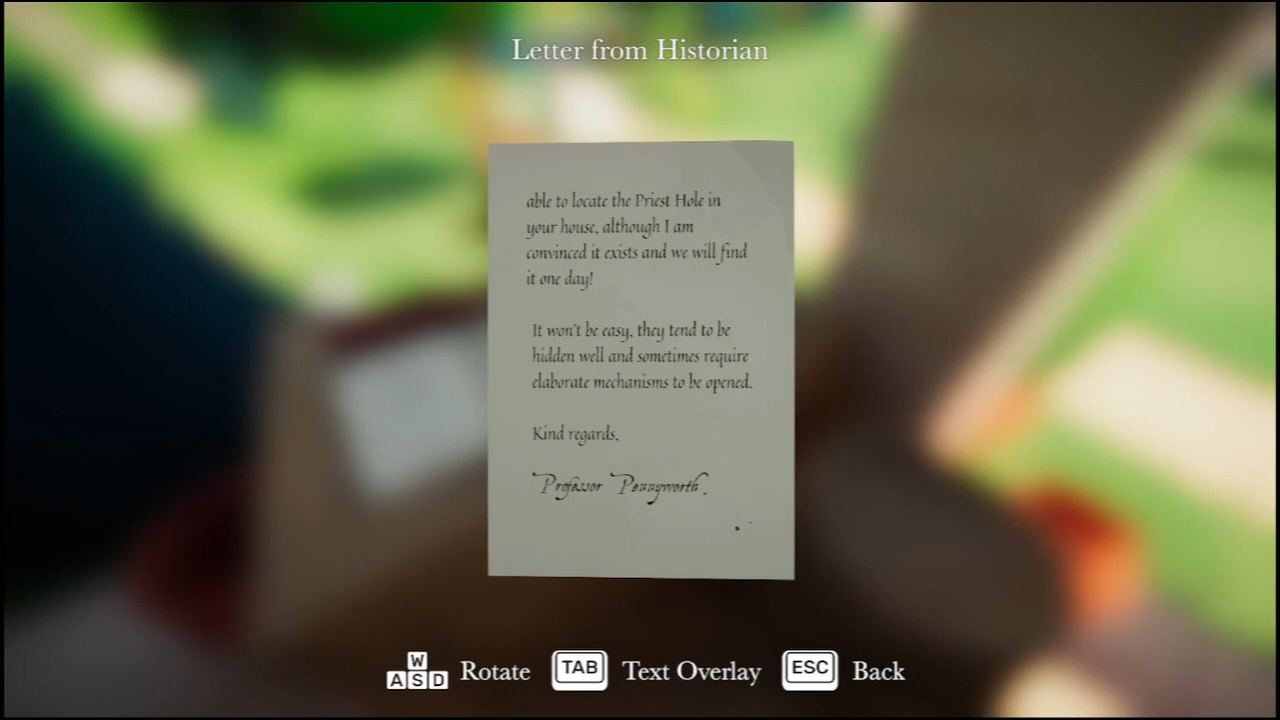 Letter from Historian
able to locate the Priest Hole in
your house, although I am
convinced it exists and we will find
it one day!
It won't be easy, they tend to be
hidden well and sometimes require
elaborate mechanisms to be opened.
Kind regards,
Professor Pennyworth.
W
A S D Rotate TAB Text Overlay ESC Back